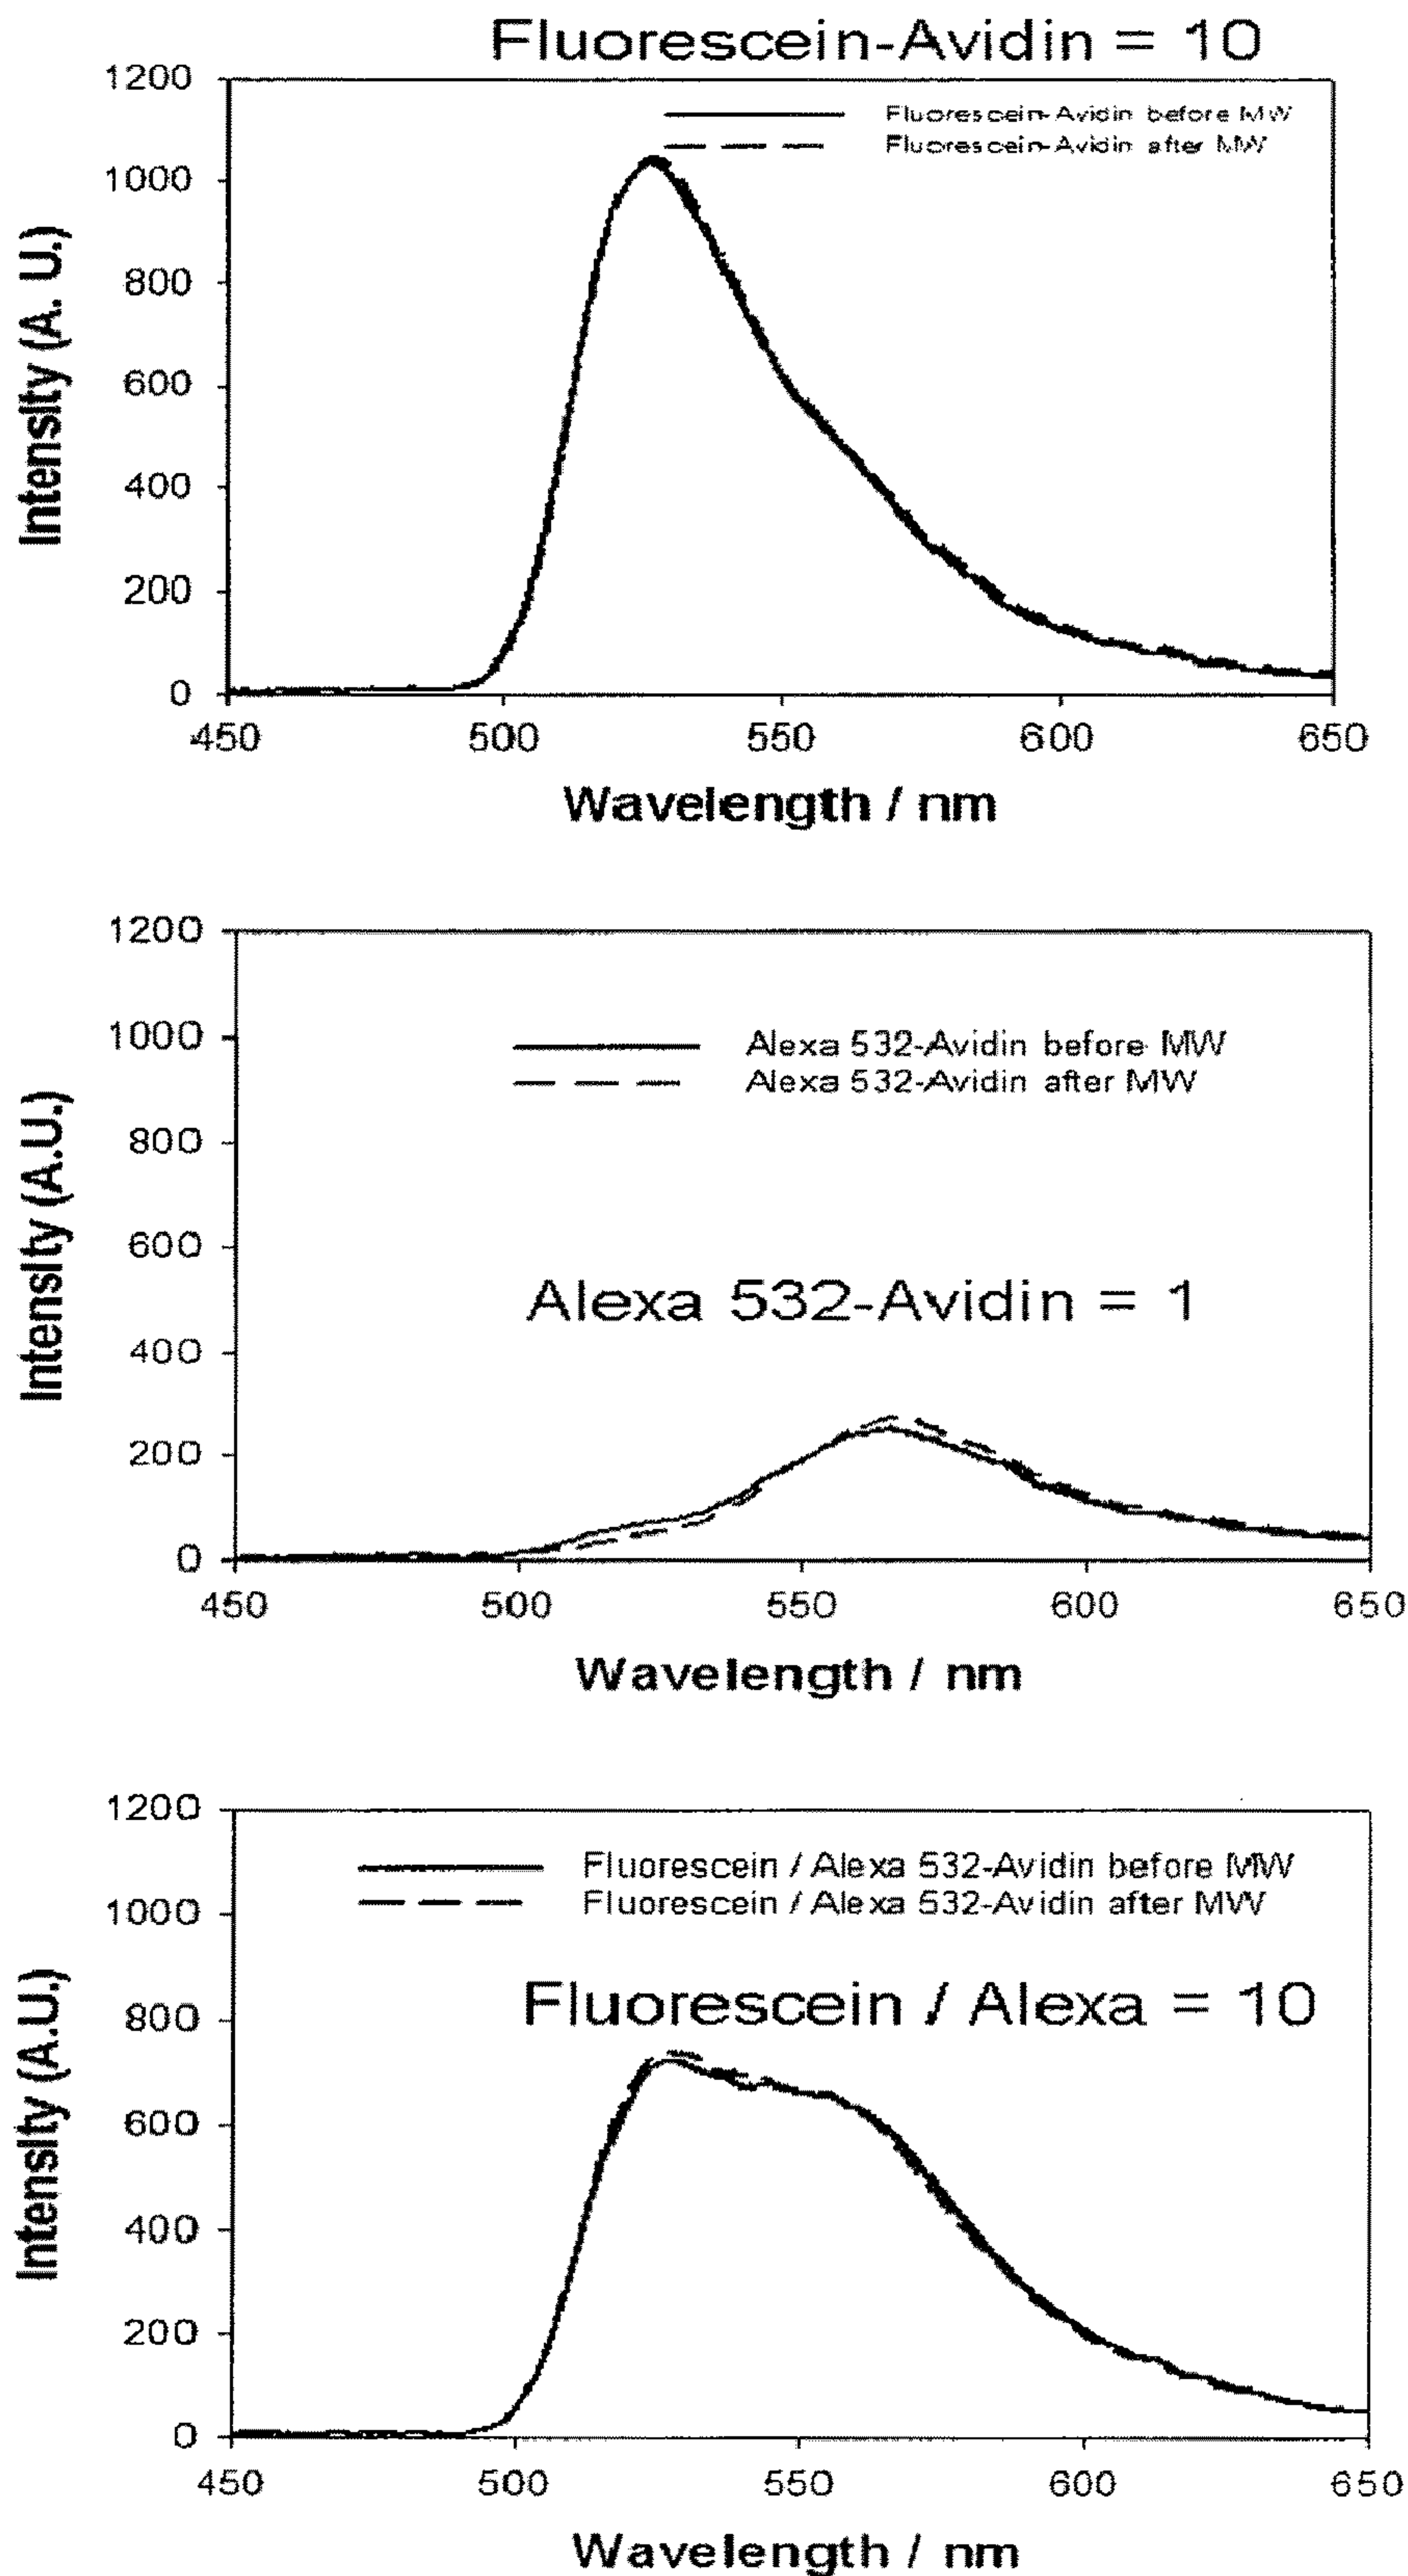 Fluorescein-Avidin = 10
1200
Fluorescein-Avidin before MW
Fluorescein-Avidin after MW
1000
800
600
400
200
0
Intensity (A. U.)
450 500 550 600 650
Wavelength / nm
1200
1000
Alexa 532-Avidin before MW
Alexa 532-Avidin after MW
800
600
Alexa 532-Avidin = 1
400
200
0
Intensity (A.U.)
450 500 550 600 650
Wavelength / nm
1200
Fluorescein / Alexa 532-Avidin before MW
Fluorescein / Alexa 532-Avidin after MW
1000
Fluorescein / Alexa = 10
800
600
400
200
0
Intensity (A.U.)
450 500 550 600 650
Wavelength / nm